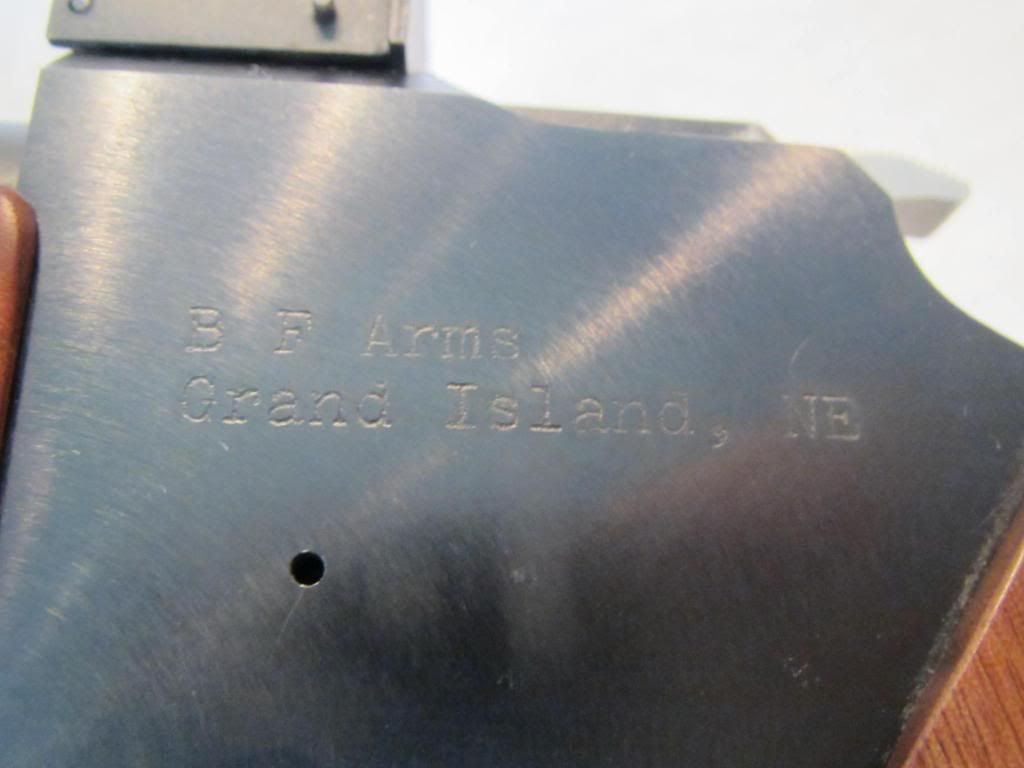 B F Arms
Grand Island, NE